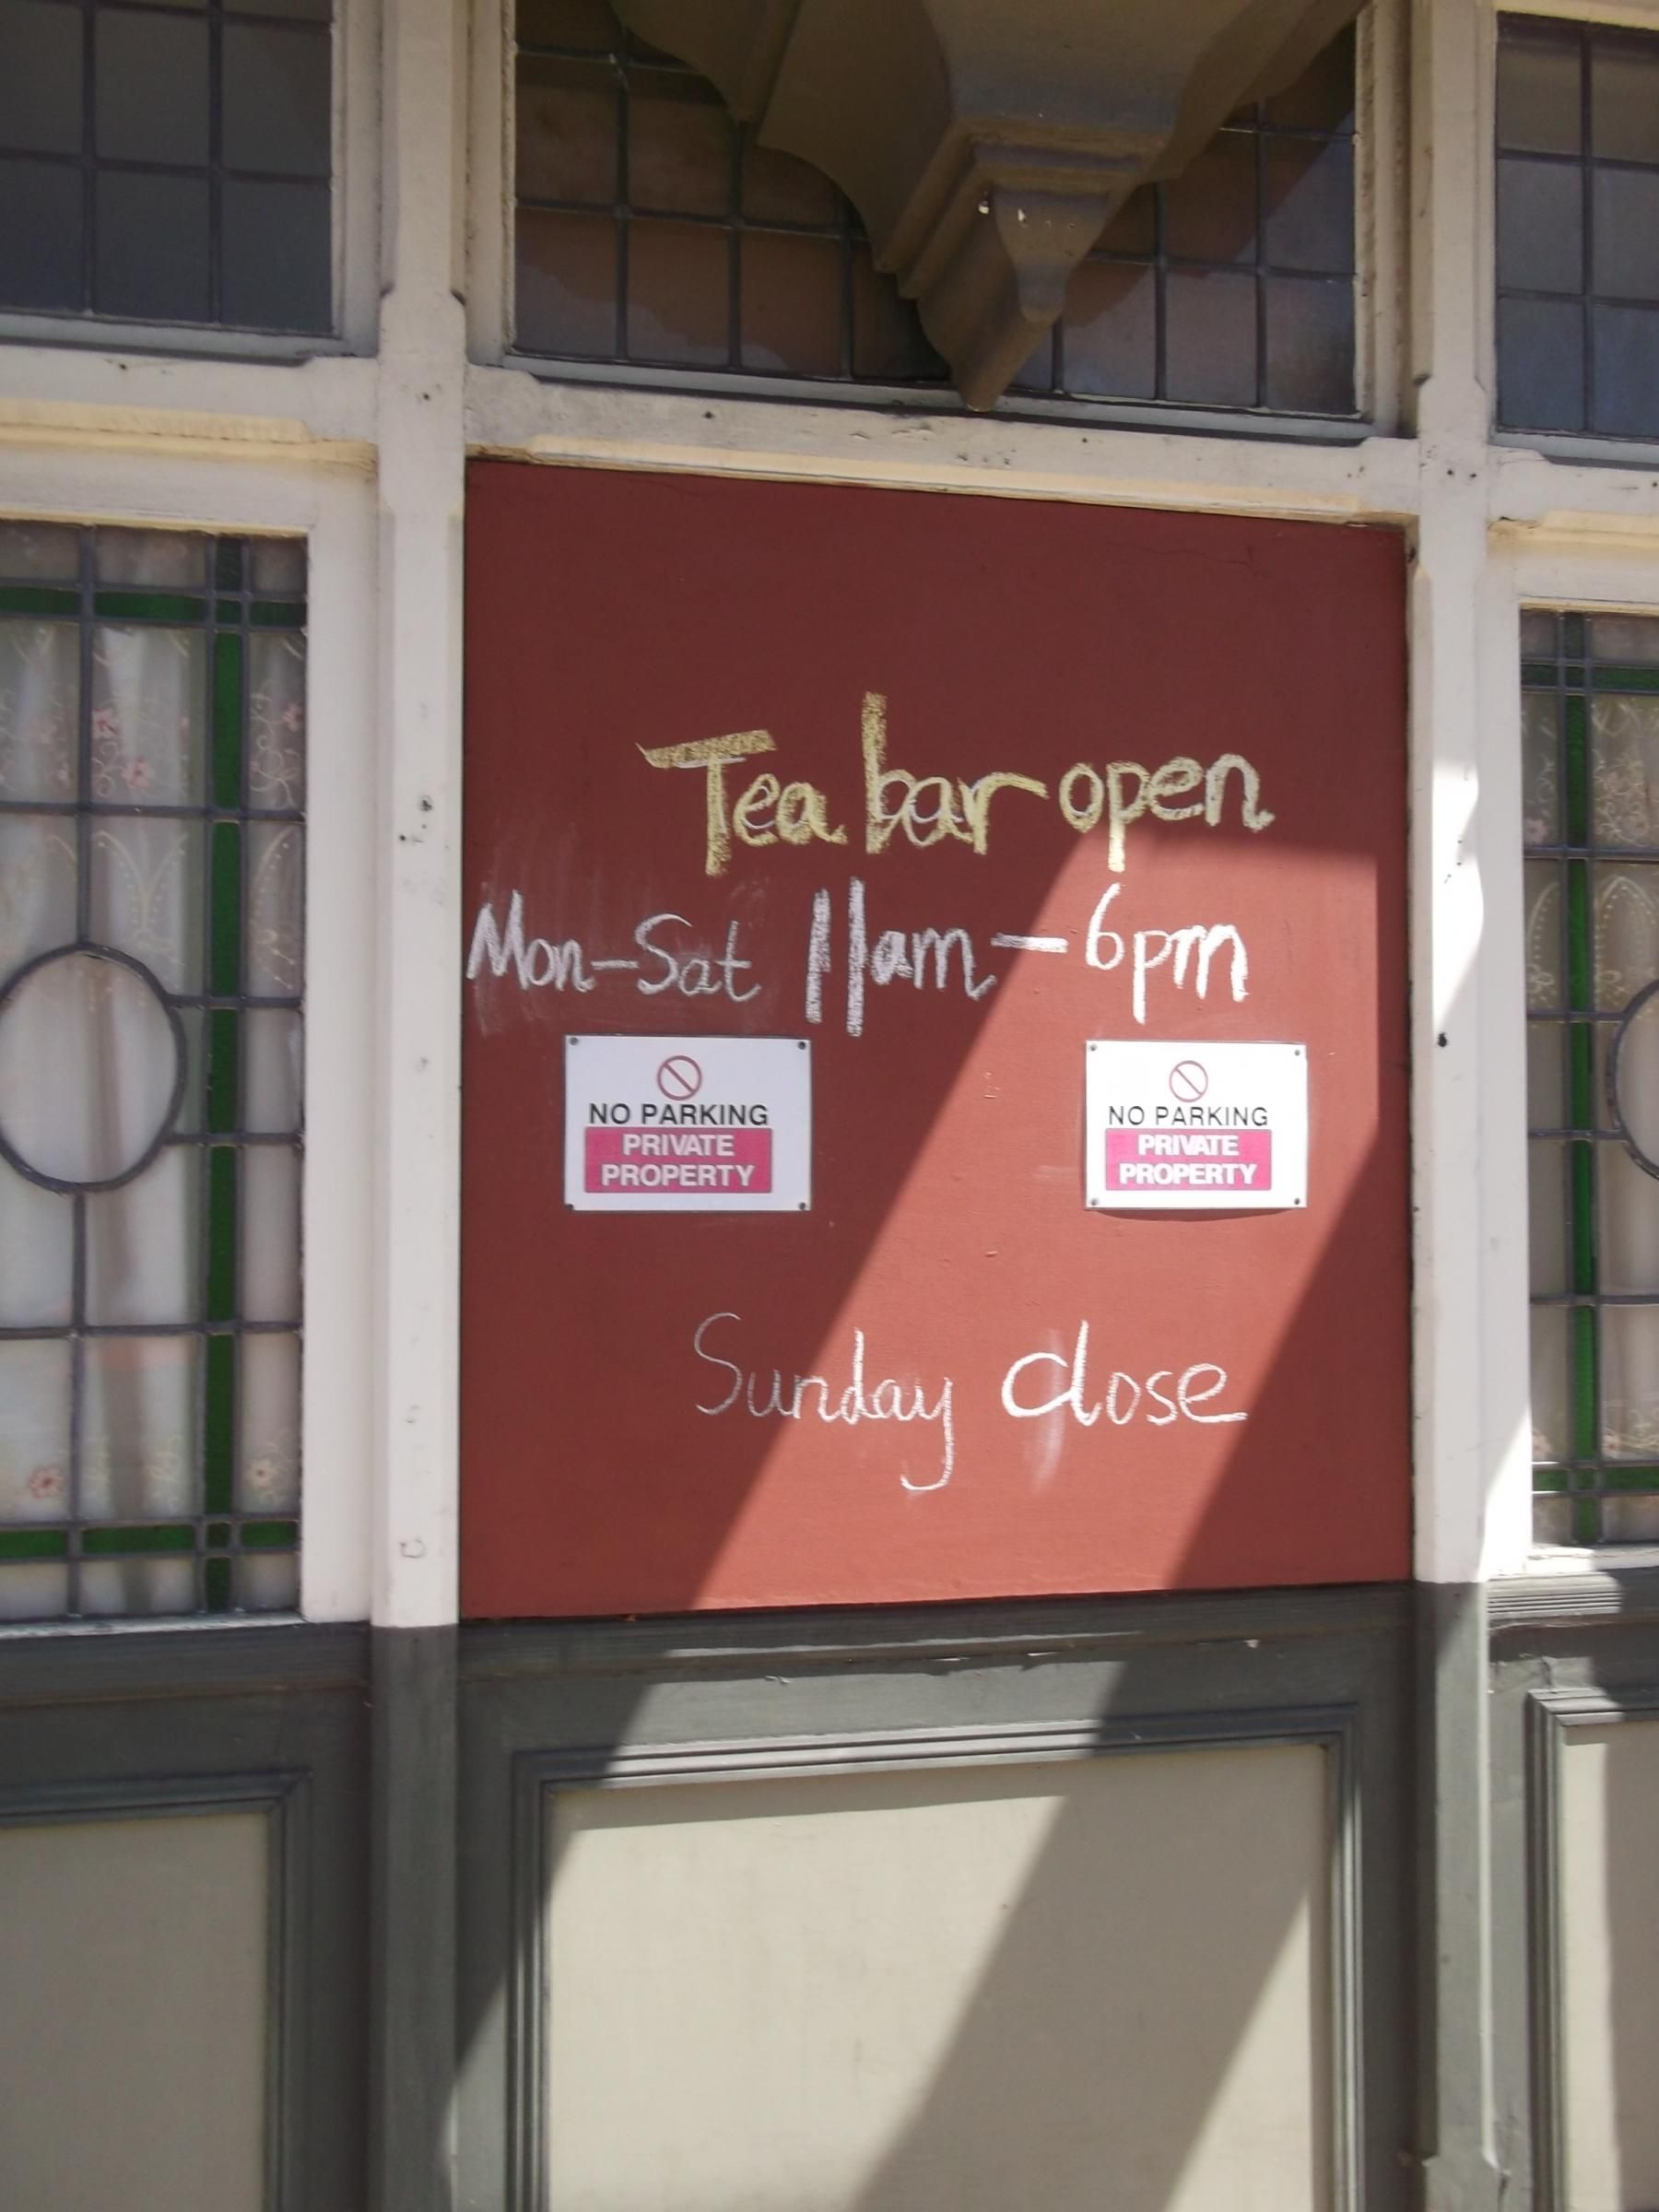 Tea bar open
Mon-Sat 11am-6pm
NO PARKING
PRIVATE
PROPERTY
NO PARKING
PRIVATE
PROPERTY
Sunday close